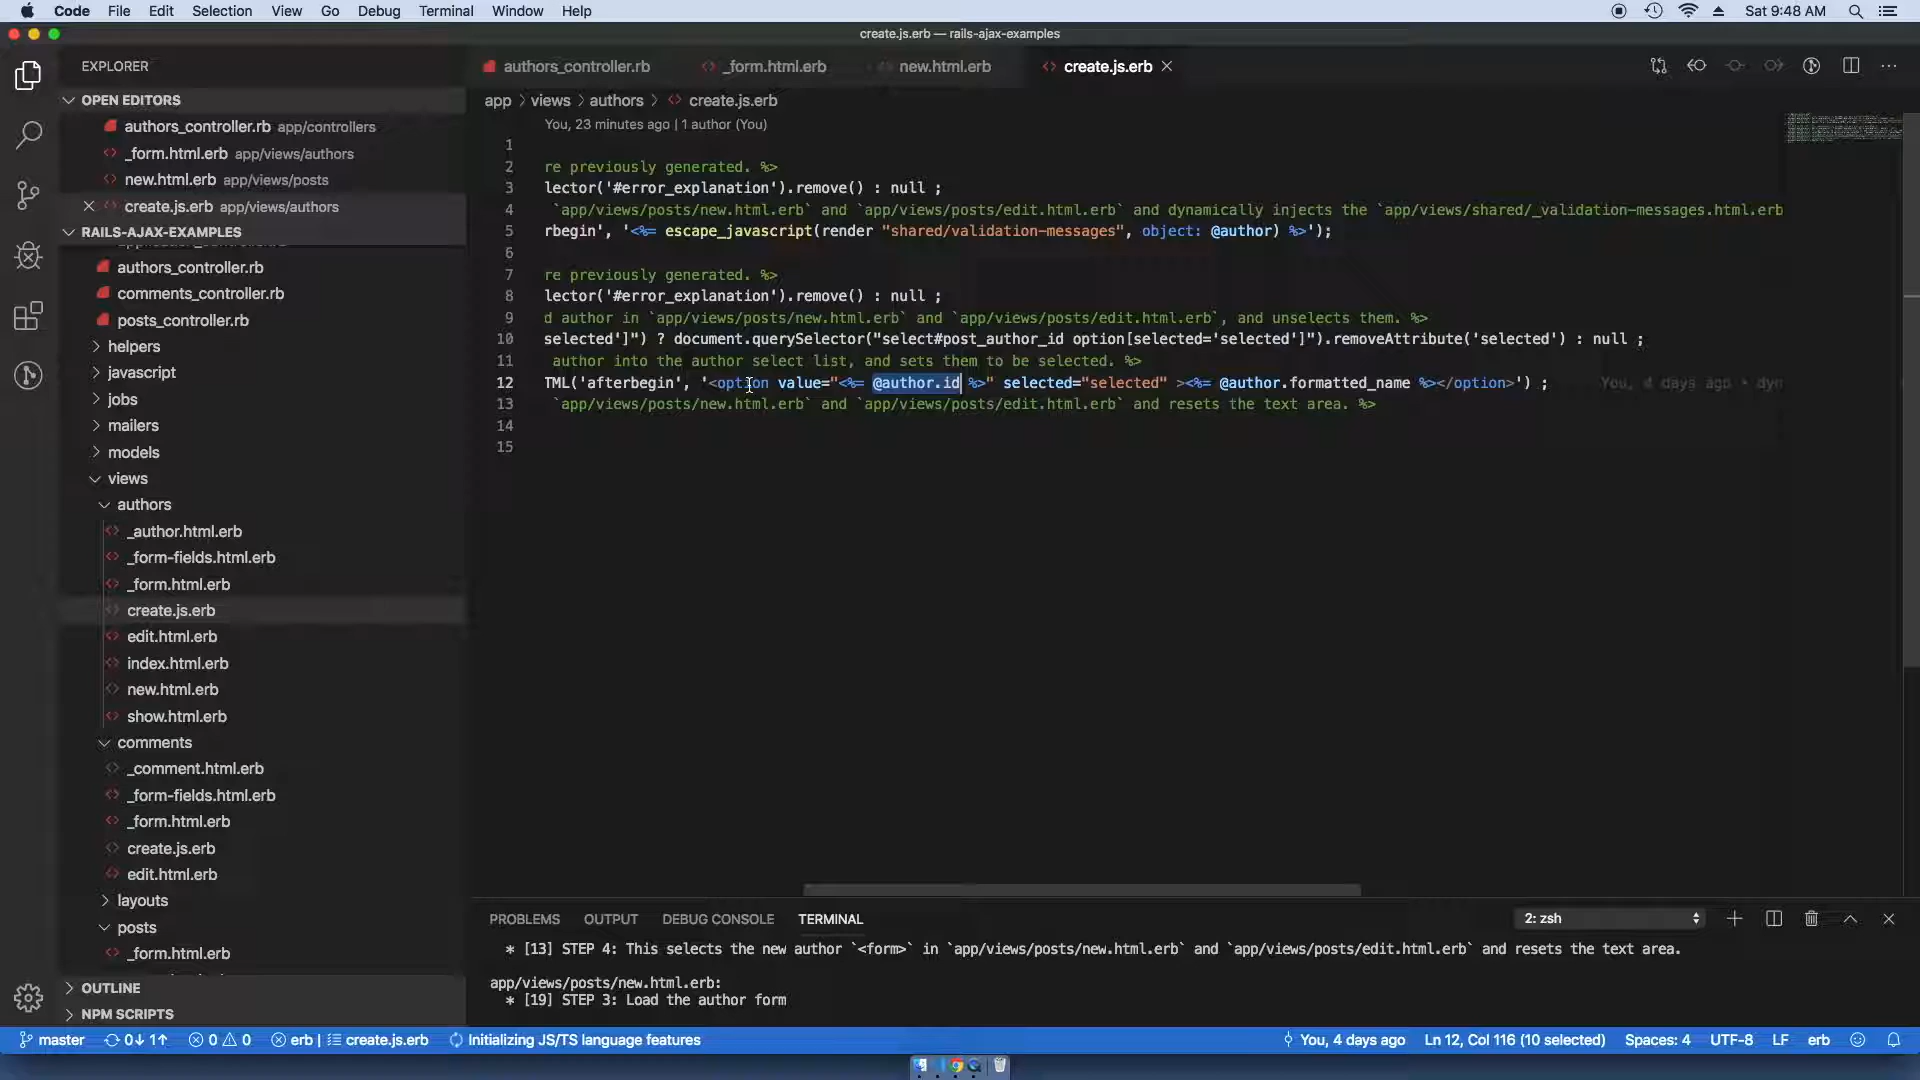 Code File Edit Selection View Go Debug Terminal Window Help Sat 9:48 AM
create.js.erb — rails-ajax-examples
EXPLORER
authors_controller.rb _form.html.erb new.html.erb create.js.erb
OPEN EDITORS
authors_controller.rb app/controllers
_form.html.erb app/views/authors
new.html.erb app/views/posts
create.js.erb app/views/authors
RAILS-AJAX-EXAMPLES
authors_controller.rb
comments_controller.rb
posts_controller.rb
helpers
javascript
jobs
mailers
models
views
authors
_author.html.erb
_form-fields.html.erb
_form.html.erb
create.js.erb
edit.html.erb
index.html.erb
new.html.erb
show.html.erb
comments
_comment.html.erb
_form-fields.html.erb
_form.html.erb
create.js.erb
edit.html.erb
layouts
posts
_form.html.erb
OUTLINE
NPM SCRIPTS
app > views > authors > create.js.erb
You, 23 minutes ago | 1 author (You)
1
2 re previously generated. %>
3 lector('#error_explanation').remove() : null ;
4 `app/views/posts/new.html.erb` and `app/views/posts/edit.html.erb` and dynamically injects the `app/views/shared/_validation-messages.html.erb
5 rbegin', '<%= escape_javascript(render "shared/validation-messages", object: @author) %>');
6
7 re previously generated. %>
8 lector('#error_explanation').remove() : null ;
9 d author in `app/views/posts/new.html.erb` and `app/views/posts/edit.html.erb`, and unselects them. %>
10 selected']") ? document.querySelector("select#post_author_id option[selected='selected']").removeAttribute('selected') : null ;
11 author into the author select list, and sets them to be selected. %>
12 TML('afterbegin', '<option value="<%= @author.id %>" selected="selected" ><%= @author.formatted_name %></option>') ; You, 4 days ago • dyn
13 `app/views/posts/new.html.erb` and `app/views/posts/edit.html.erb` and resets the text area. %>
14
15
PROBLEMS OUTPUT DEBUG CONSOLE TERMINAL 2: zsh
* [13] STEP 4: This selects the new author `<form>` in `app/views/posts/new.html.erb` and `app/views/posts/edit.html.erb` and resets the text area.
app/views/posts/new.html.erb:
* [19] STEP 3: Load the author form
master 0↓ 1↑ 0 0 erb | create.js.erb Initializing JS/TS language features You, 4 days ago Ln 12, Col 116 (10 selected) Spaces: 4 UTF-8 LF erb